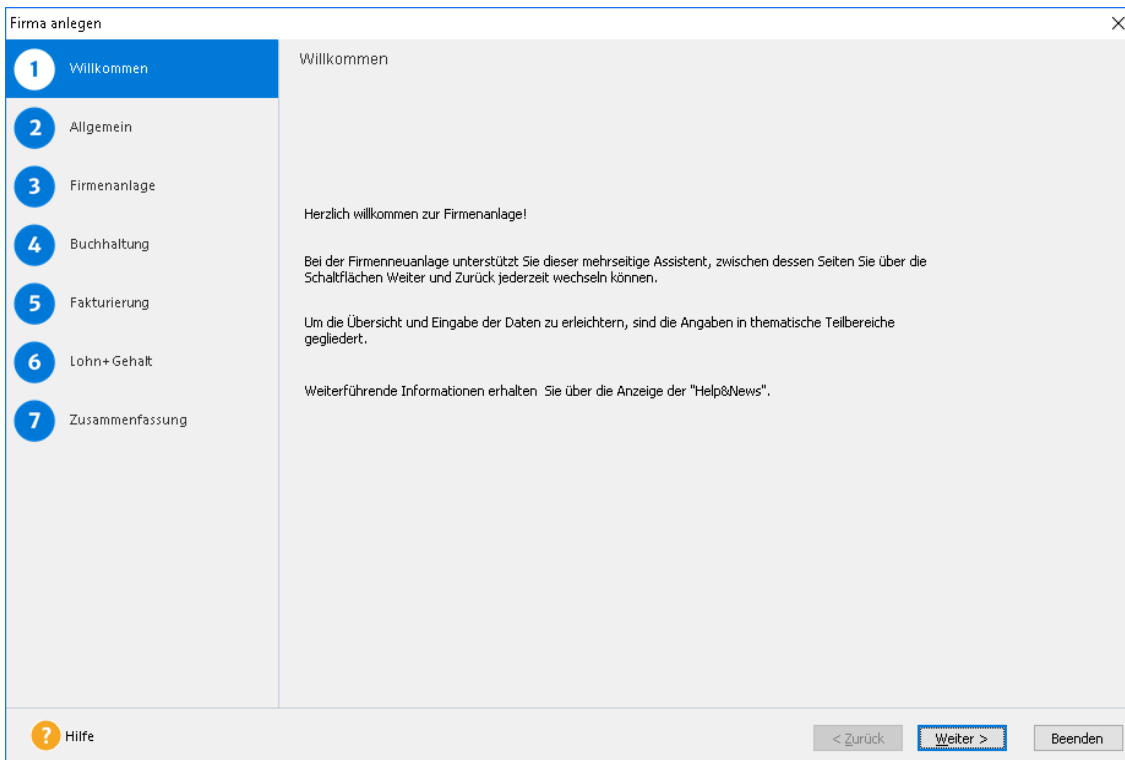 Firma anlegen
1 Willkommen
2 Allgemein
3 Firmenanlage
4 Buchhaltung
5 Fakturierung
6 Lohn+Gehalt
7 Zusammenfassung
Willkommen
Herzlich willkommen zur Firmenanlage!
Bei der Firmenneuanlage unterstützt Sie dieser mehrseitige Assistent, zwischen dessen Seiten Sie über die
Schaltflächen Weiter und Zurück jederzeit wechseln können.
Um die Übersicht und Eingabe der Daten zu erleichtern, sind die Angaben in thematische Teilbereiche
gegliedert.
Weiterführende Informationen erhalten  Sie über die Anzeige der "Help&News".
? Hilfe
< Zurück
Weiter >
Beenden